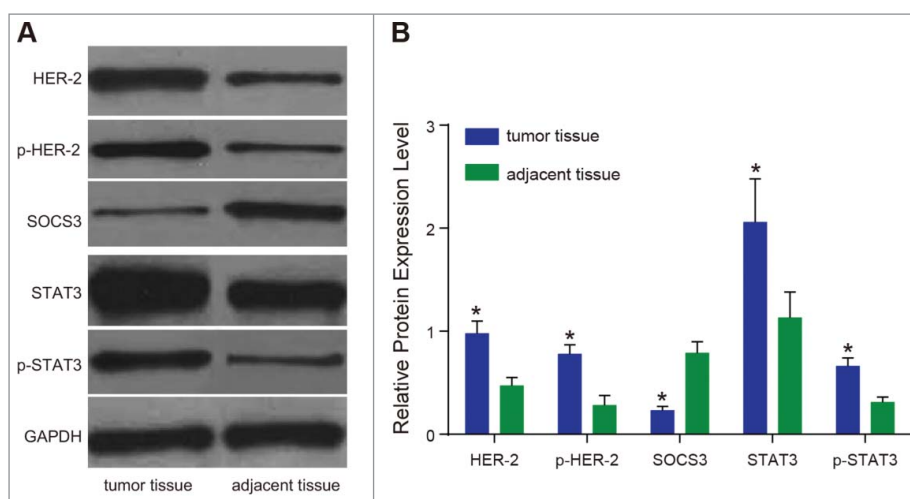 A
HER-2
p-HER-2
SOCS3
STAT3
p-STAT3
GAPDH
tumor tissue adjacent tissue
B
Relative Protein Expression Level
3
2
1
0
tumor tissue
adjacent tissue
* * * * *
HER-2 p-HER-2 SOCS3 STAT3 p-STAT3